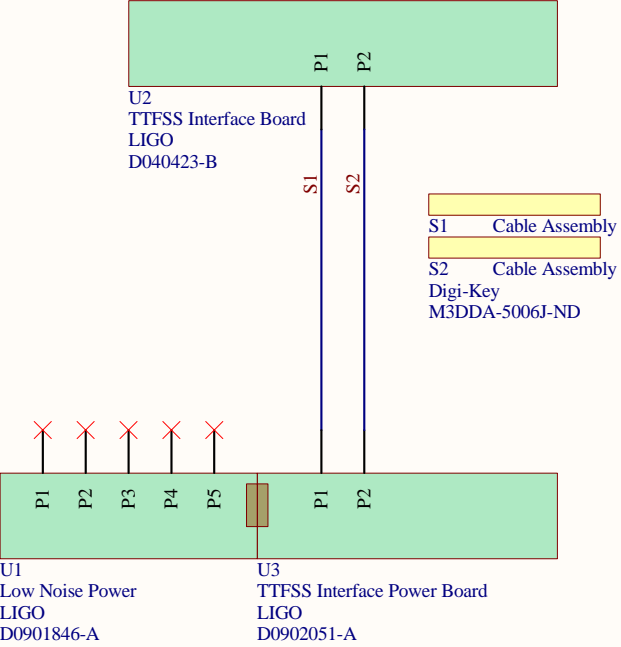 P1 P2
U2
TTFSS Interface Board
LIGO
D040423-B
S1 S2
S1 Cable Assembly
S2 Cable Assembly
Digi-Key
M3DDA-5006J-ND
P1 P2 P3 P4 P5 P1 P2
U1
Low Noise Power
LIGO
D0901846-A
U3
TTFSS Interface Power Board
LIGO
D0902051-A